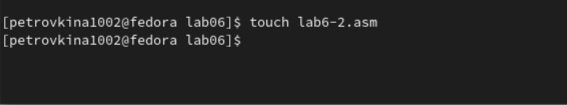 [petrovkina1002@fedora lab06]$ touch lab6-2.asm
[petrovkina1002@fedora lab06]$